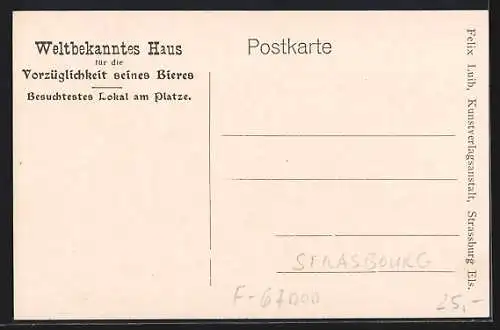 Weltbekanntes Haus
für die
Vorzüglichkeit seines Bieres
Besuchtestes Lokal am Platze.
Postkarte
Felix Luib, Kunstverlagsanstalt, Strassburg Els.
STRASBOURG
F-67000
25,-